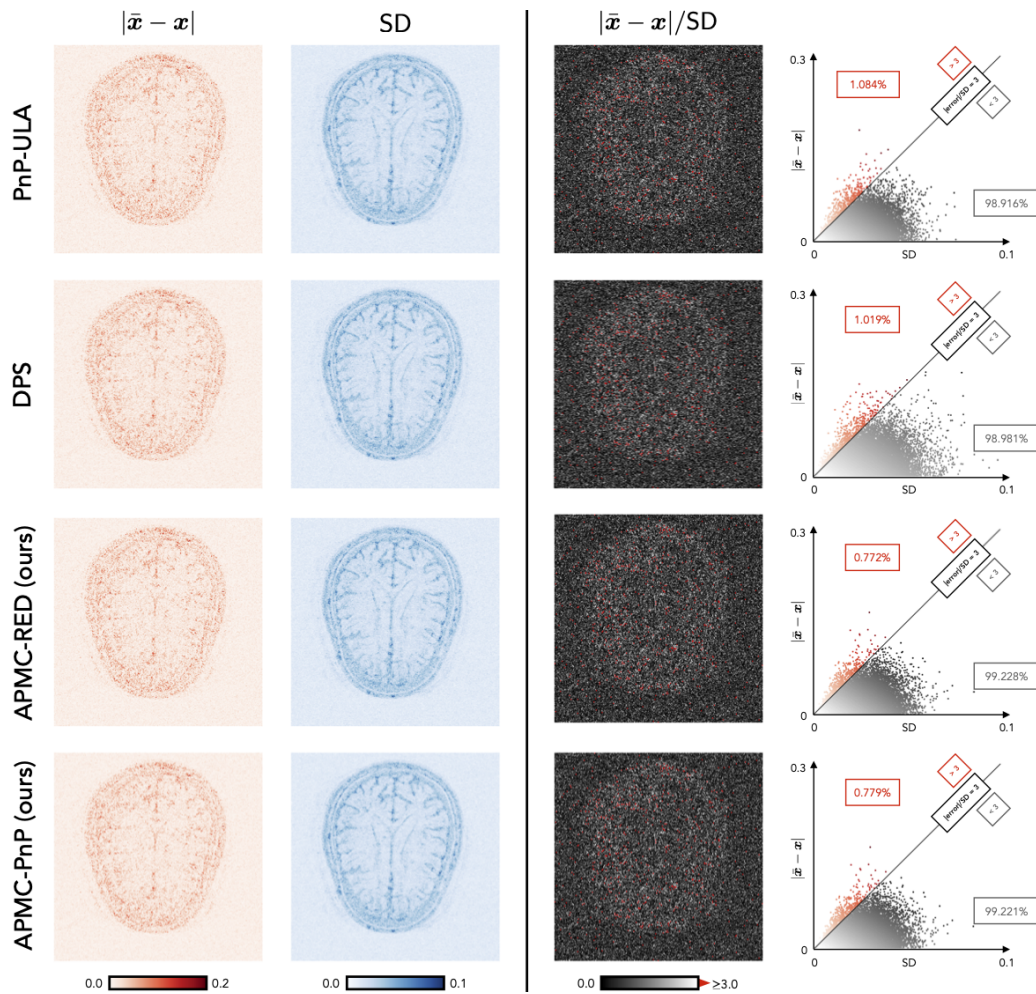 |x̄ − x|
SD
|x̄ − x|/SD
PnP-ULA
0.3
1.084%
> 3
|error|/SD = 3
< 3
|x̄ − x|
98.916%
0
0
SD
0.1
DPS
0.3
1.019%
> 3
|error|/SD = 3
< 3
|x̄ − x|
98.981%
0
0
SD
0.1
APMC-RED (ours)
0.3
0.772%
> 3
|error|/SD = 3
< 3
|x̄ − x|
99.228%
0
0
SD
0.1
APMC-PnP (ours)
0.3
0.779%
> 3
|error|/SD = 3
< 3
|x̄ − x|
99.221%
0
0
SD
0.1
0.0 0.2
0.0 0.1
0.0 ≥3.0